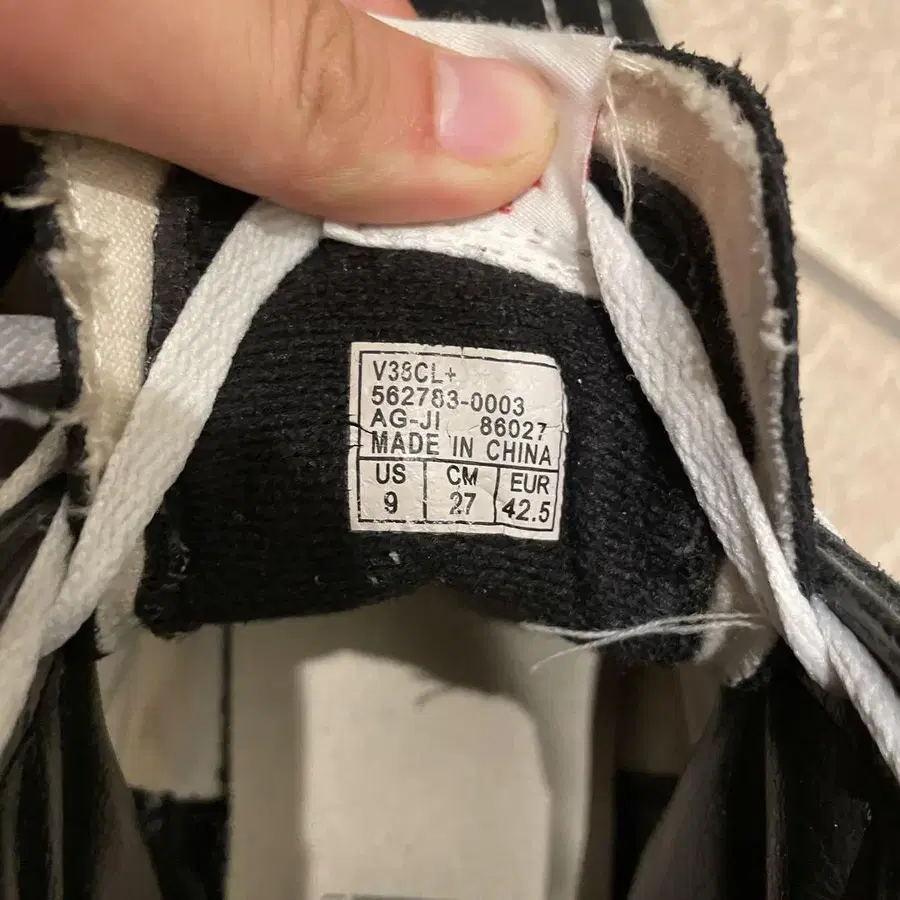 V38CL+
562783-0003
AG-JI 86027
MADE IN CHINA
US CM EUR
9 27 42.5